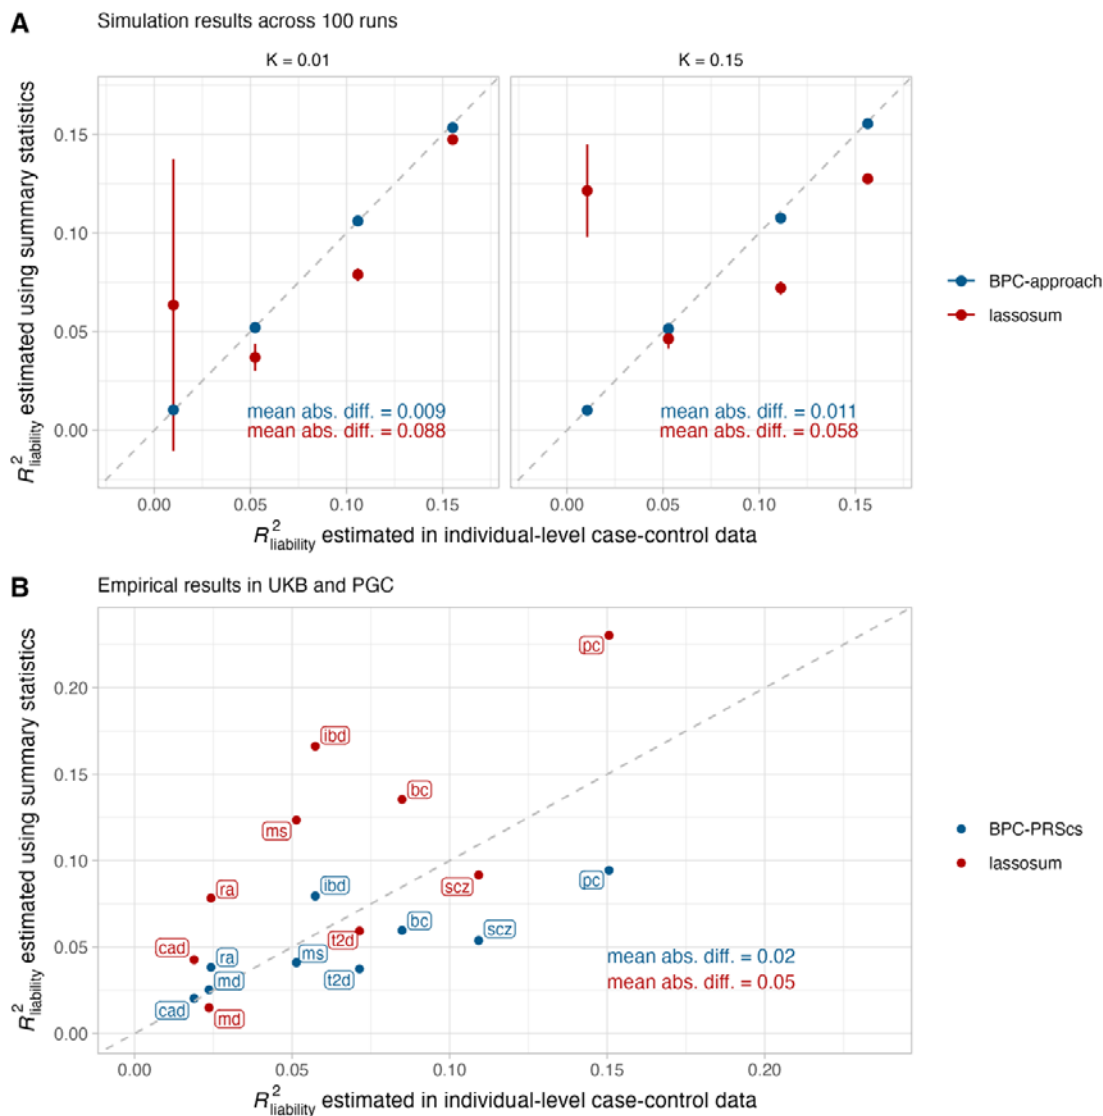 A
Simulation results across 100 runs
K = 0.01
K = 0.15
R²liability estimated using summary statistics
0.15
0.10
0.05
0.00
mean abs. diff. = 0.009
mean abs. diff. = 0.088
mean abs. diff. = 0.011
mean abs. diff. = 0.058
0.00 0.05 0.10 0.15
0.00 0.05 0.10 0.15
R²liability estimated in individual-level case-control data
BPC-approach
lassosum
B
Empirical results in UKB and PGC
R²liability estimated using summary statistics
0.20
0.15
0.10
0.05
0.00
pc
ibd
bc
ms
ra
scz
ibd
pc
bc
scz
t2d
cad
ra
ms
md
t2d
cad
md
mean abs. diff. = 0.02
mean abs. diff. = 0.05
0.00 0.05 0.10 0.15 0.20
R²liability estimated in individual-level case-control data
BPC-PRScs
lassosum